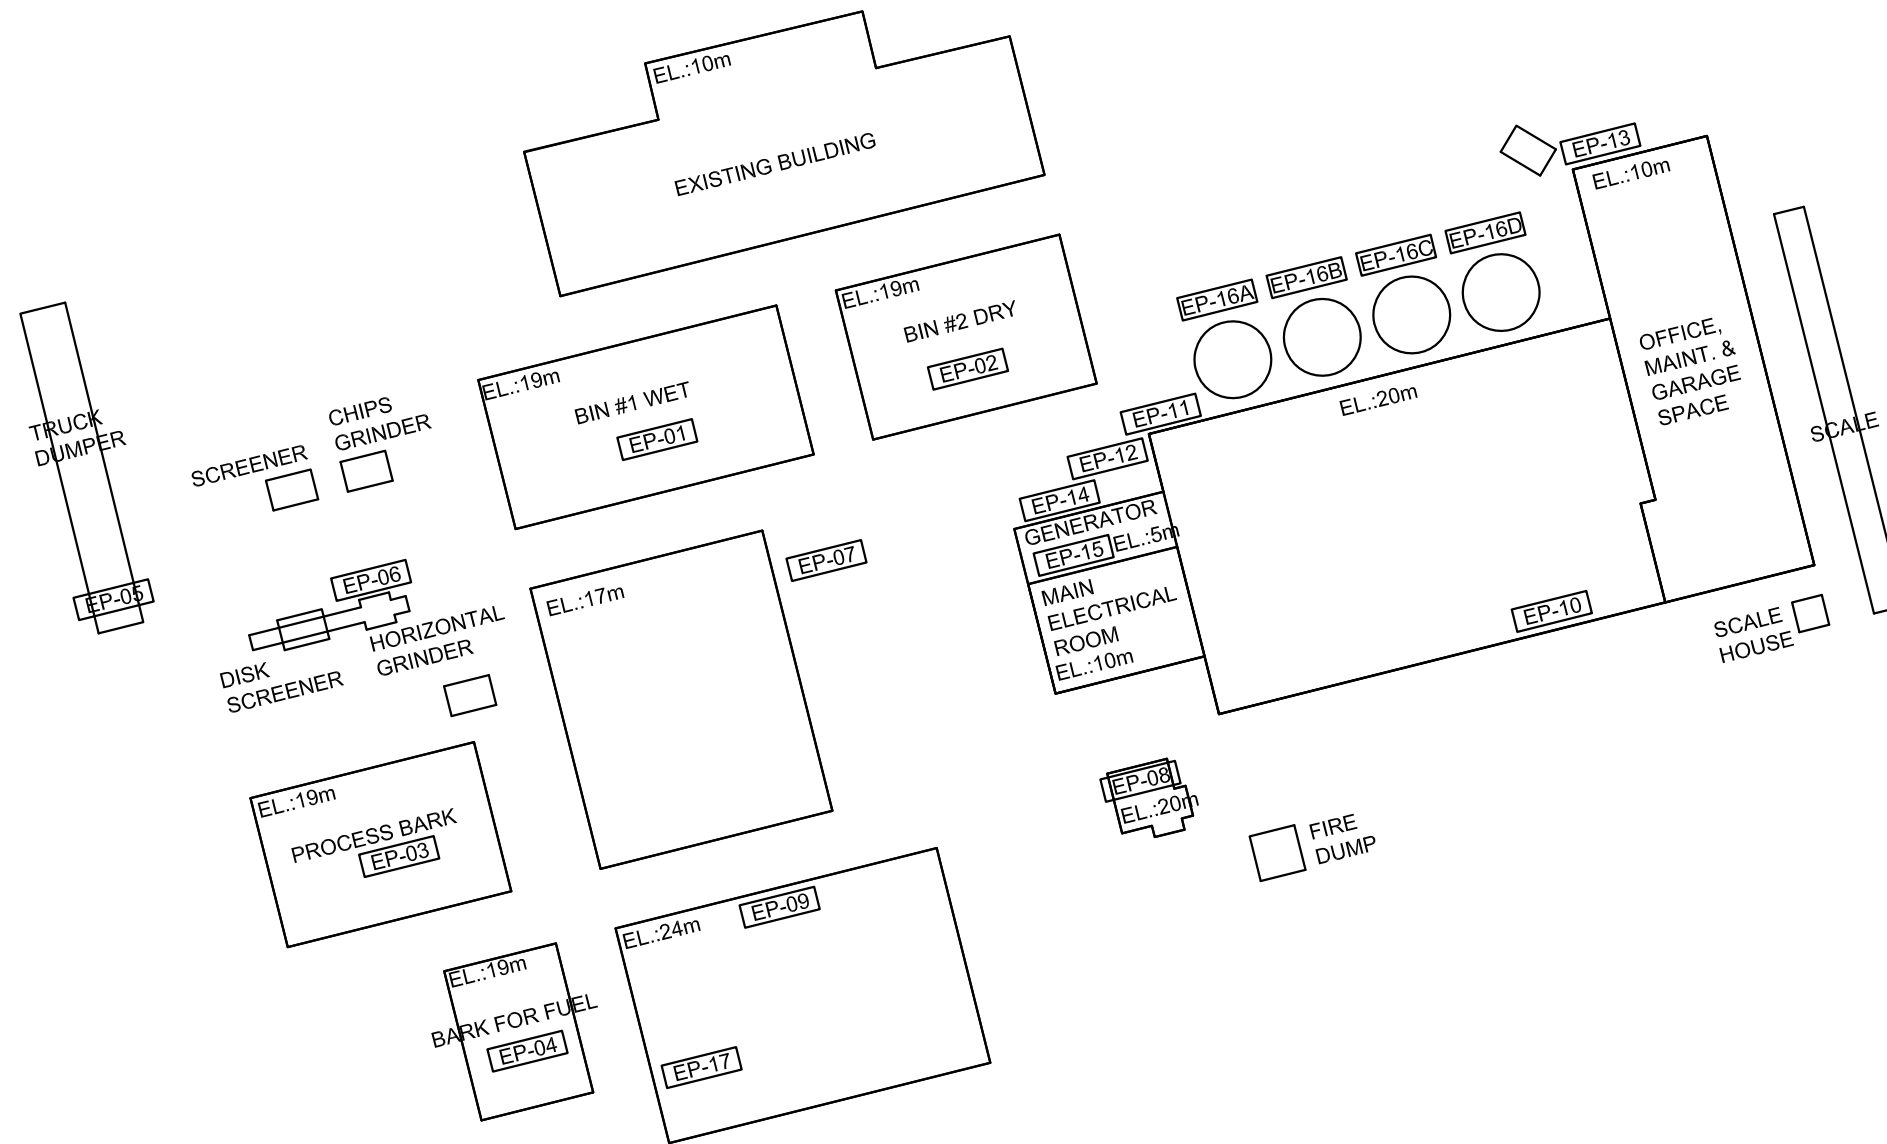 EL.:10m
EXISTING BUILDING
EP-13
EL.:10m
EP-16D
EP-16C
EP-16B
EP-16A
EL.:19m
BIN #2 DRY
EP-02
OFFICE,
MAINT. &
GARAGE
SPACE
SCALE
EL.:20m
EP-11
EP-12
EP-14
GENERATOR
EP-15
EL.:5m
MAIN
ELECTRICAL
ROOM
EL.:10m
EL.:19m
BIN #1 WET
EP-01
CHIPS
GRINDER
SCREENER
TRUCK
DUMPER
EP-05
EP-06
HORIZONTAL
GRINDER
DISK
SCREENER
EL.:17m
EP-07
EP-10
SCALE
HOUSE
EP-08
EL.:20m
FIRE
DUMP
EL.:19m
PROCESS BARK
EP-03
EL.:24m
EP-09
EL.:19m
BARK FOR FUEL
EP-04
EP-17